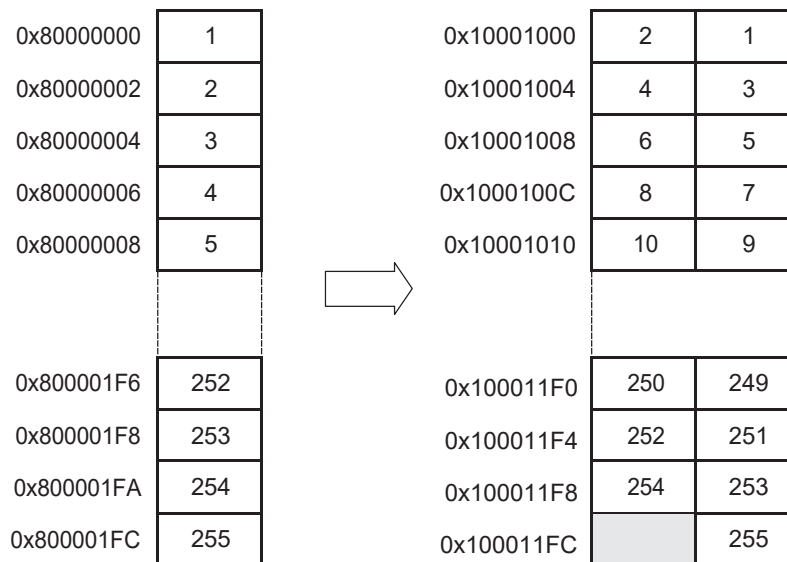 0x80000000 1
0x80000002 2
0x80000004 3
0x80000006 4
0x80000008 5
0x800001F6 252
0x800001F8 253
0x800001FA 254
0x800001FC 255
0x10001000 2 1
0x10001004 4 3
0x10001008 6 5
0x1000100C 8 7
0x10001010 10 9
0x100011F0 250 249
0x100011F4 252 251
0x100011F8 254 253
0x100011FC 255